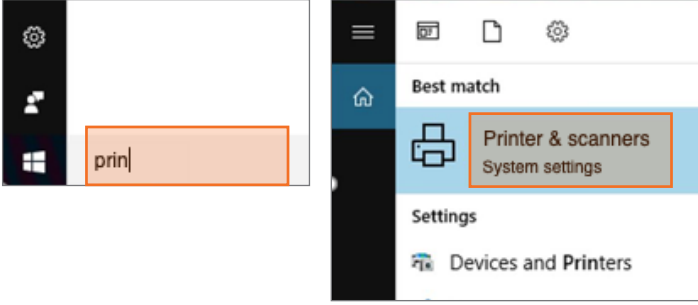 prin
Best match
Printer & scanners
System settings
Settings
Devices and Printers